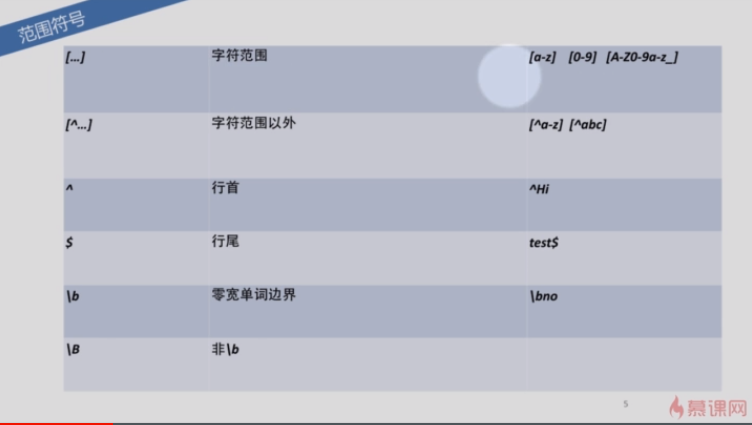 范围符号
[...] 字符范围 [a-z] [0-9] [A-Z0-9a-z_]
[^...] 字符范围以外 [^a-z] [^abc]
^ 行首 ^Hi
$ 行尾 test$
\b 零宽单词边界 \bno
\B 非\b
5
慕课网